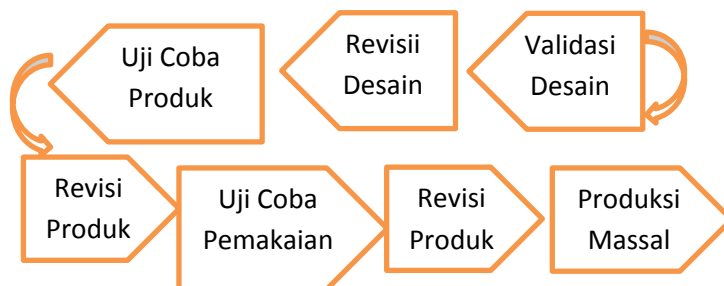 Uji Coba
Produk
Revisii
Desain
Validasi
Desain
Revisi
Produk
Uji Coba
Pemakaian
Revisi
Produk
Produksi
Massal